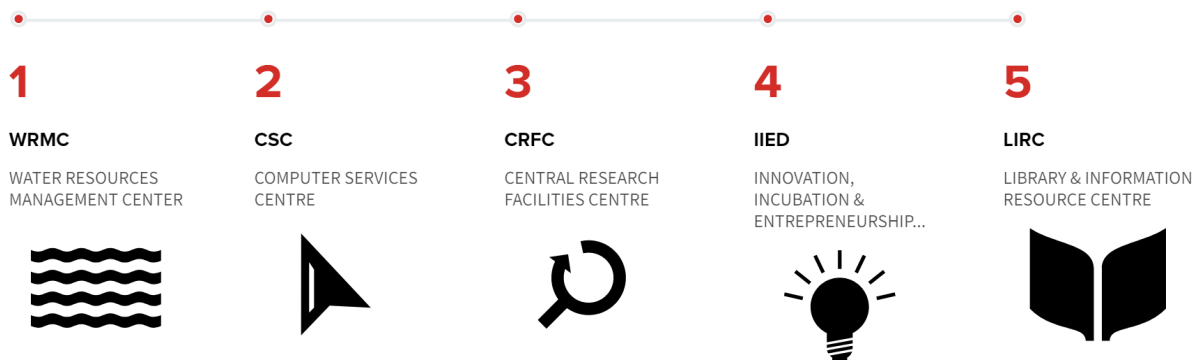 1
WRMC
WATER RESOURCES
MANAGEMENT CENTER
2
CSC
COMPUTER SERVICES
CENTRE
3
CRFC
CENTRAL RESEARCH
FACILITIES CENTRE
4
IIED
INNOVATION,
INCUBATION &
ENTREPRENEURSHIP...
5
LIRC
LIBRARY & INFORMATION
RESOURCE CENTRE